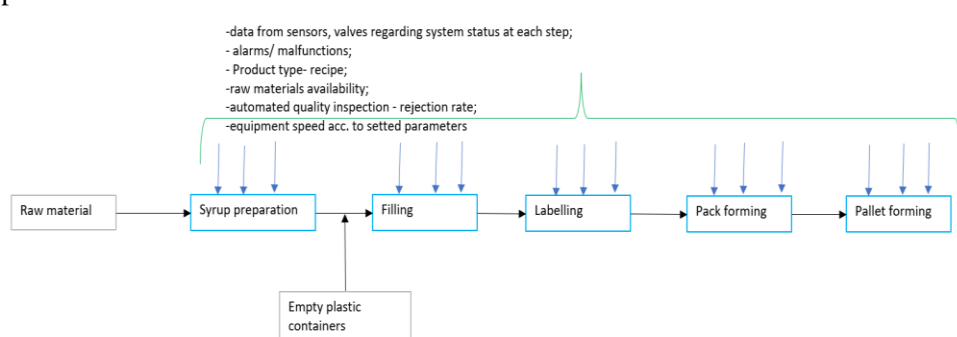 -data from sensors, valves regarding system status at each step;
- alarms/ malfunctions;
- Product type- recipe;
-raw materials availability;
-automated quality inspection - rejection rate;
-equipment speed acc. to setted parameters
Raw material
Syrup preparation
Filling
Labelling
Pack forming
Pallet forming
Empty plastic
containers